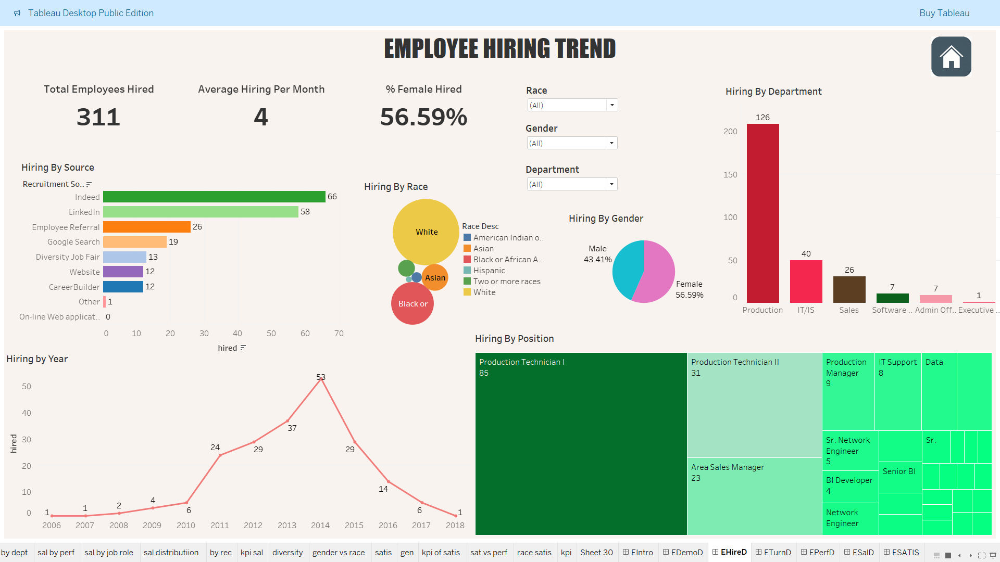 Tableau Desktop Public Edition
Buy Tableau
EMPLOYEE HIRING TREND
Total Employees Hired
311
Average Hiring Per Month
4
% Female Hired
56.59%
Race
(All)
Gender
(All)
Department
(All)
Hiring By Department
200
150
100
50
0
126
40
26
7
7
1
Production
IT/IS
Sales
Software ..
Admin Off..
Executive ..
Hiring By Source
Recruitment So..
Indeed 66
LinkedIn 58
Employee Referral 26
Google Search 19
Diversity Job Fair 13
Website 12
CareerBuilder 12
Other 1
On-line Web applicat.. 0
0 10 20 30 40 50 60 70
hired
Hiring By Race
White
Asian
Black or
Race Desc
American Indian o..
Asian
Black or African A..
Hispanic
Two or more races
White
Hiring By Gender
Male
43.41%
Female
56.59%
Hiring by Year
hired
50
40
30
20
10
0
1
1
2
4
6
24
29
37
53
29
14
6
1
2006 2007 2008 2009 2010 2011 2012 2013 2014 2015 2016 2017 2018
Hiring By Position
Production Technician I
85
Production Technician II
31
Area Sales Manager
23
Production
Manager
9
IT Support
8
Data
Sr. Network
Engineer
5
BI Developer
4
Network
Engineer
Senior BI
Sr.
by dept
sal by perf
sal by job role
sal distributiion
by rec
kpi sal
diversity
gender vs race
satis
gen
kpi of satis
sat vs perf
race satis
kpi
Sheet 30
EIntro
EDemoD
EHireD
ETurnD
EPerfD
ESalD
ESATIS